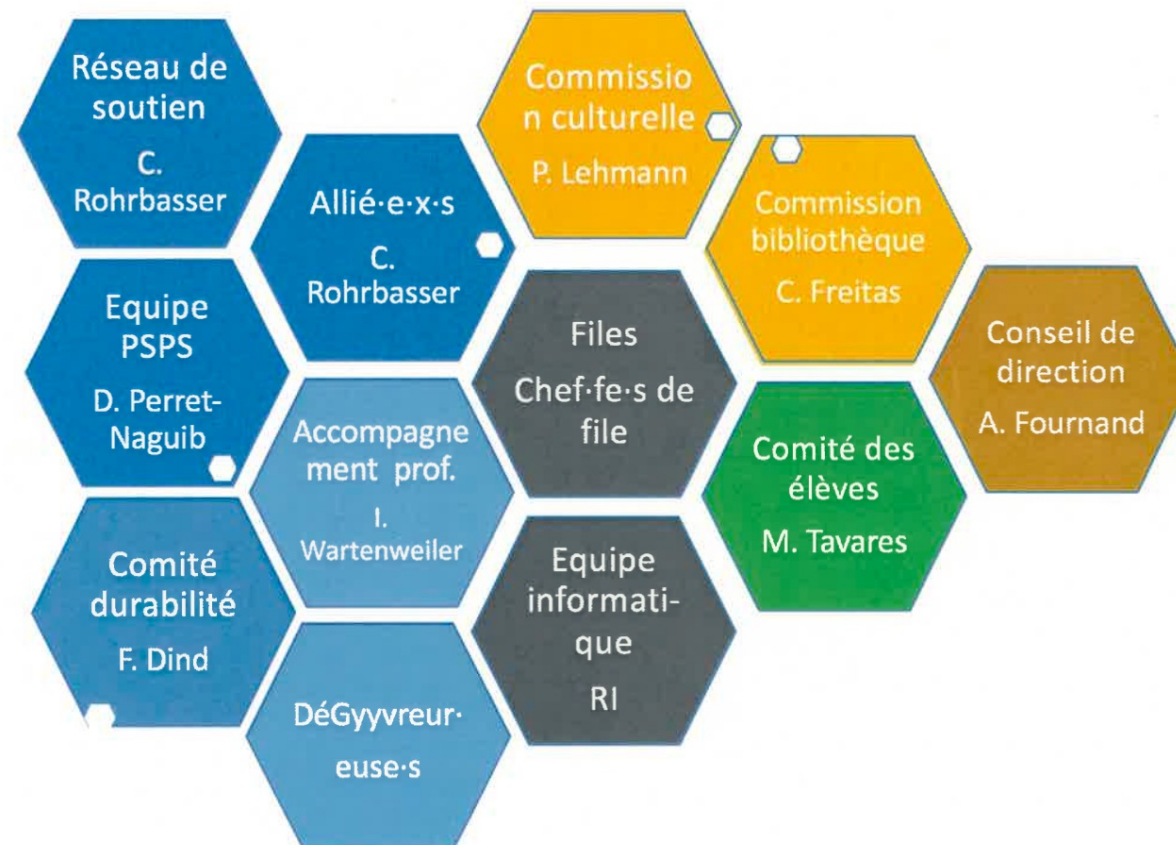 Réseau de
soutien
C.
Rohrbasser
Allié·e·x·s
C.
Rohrbasser
Commissio
n culturelle
P. Lehmann
Commission
bibliothèque
C. Freitas
Equipe
PSPS
D. Perret-
Naguib
Files
Chef·fe·s de
file
Conseil de
direction
A. Fournand
Accompagne
ment prof.
I.
Wartenweiler
Comité des
élèves
M. Tavares
Comité
durabilité
F. Dind
Equipe
informati-
que
RI
DéGyyvreur·
euse·s